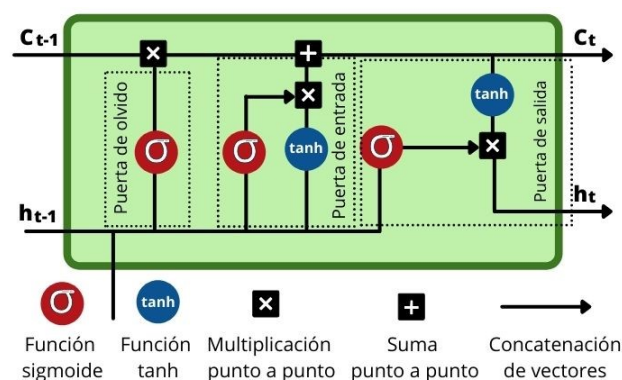 Ct-1
Ct
Puerta de olvido
σ
σ
tanh
Puerta de entrada
σ
tanh
Puerta de salida
ht-1
ht
σ
tanh
Función sigmoide
Función tanh
Multiplicación punto a punto
Suma punto a punto
Concatenación de vectores